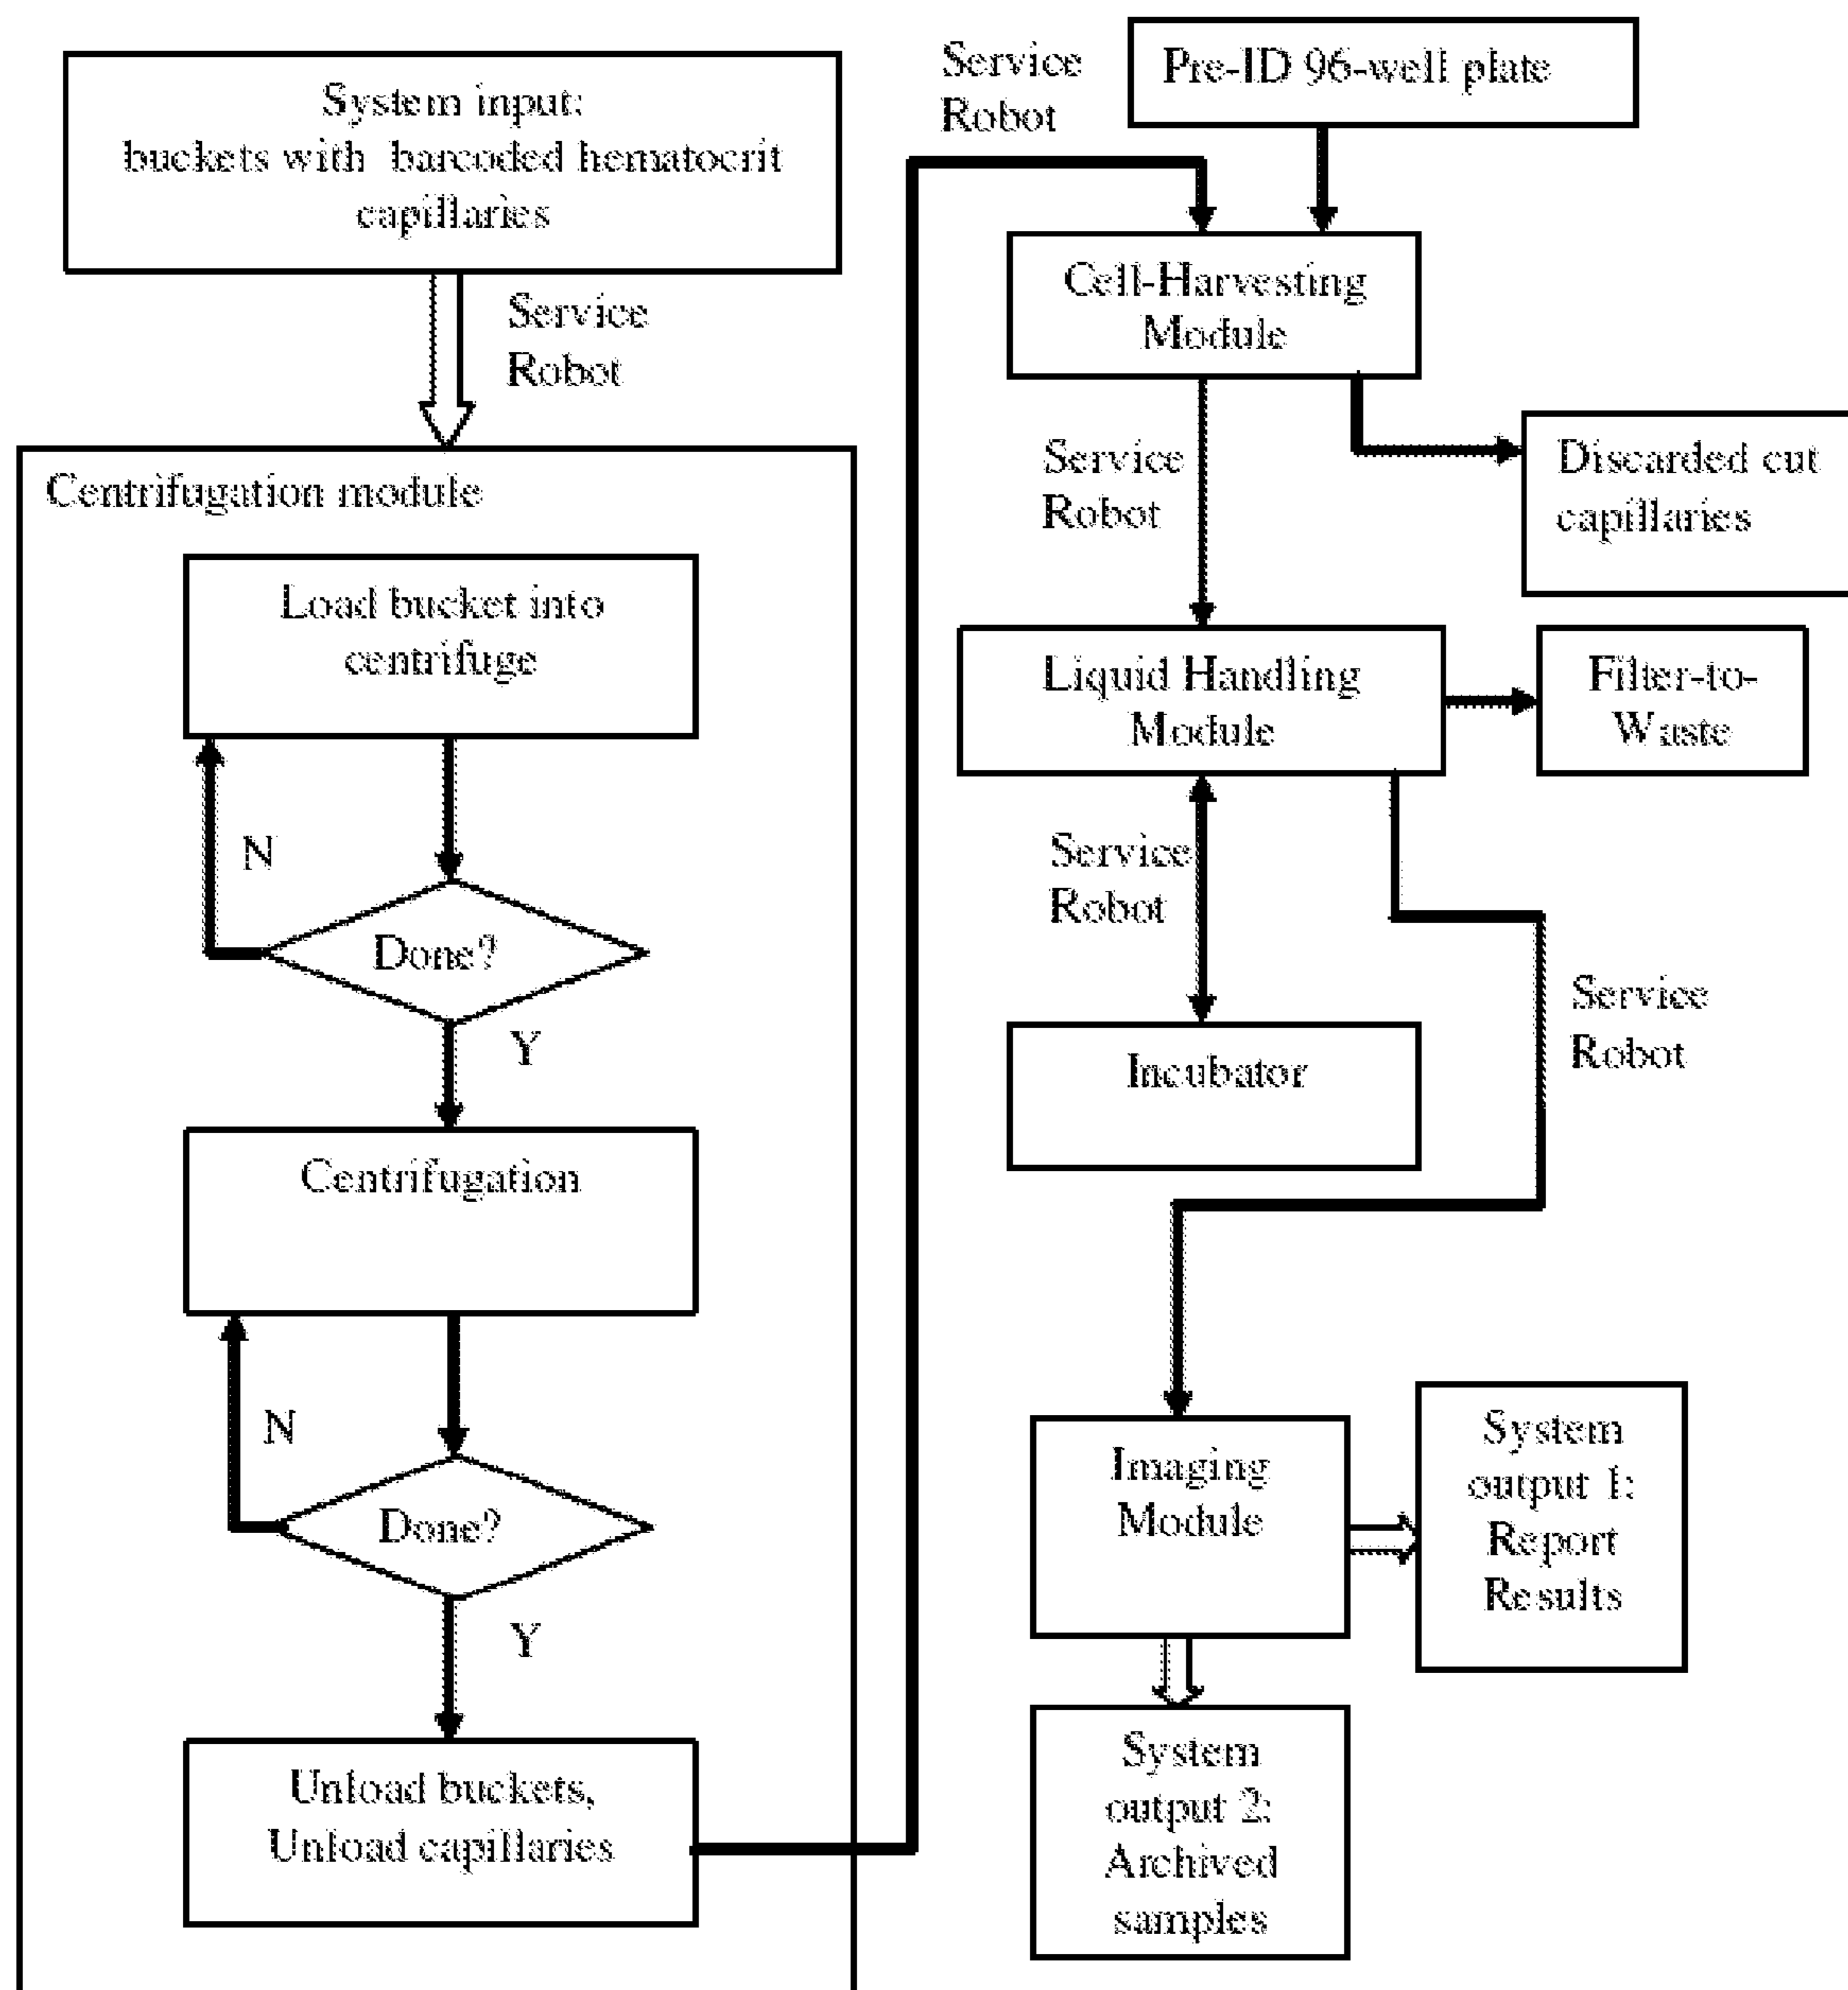 System input:
buckets with barcoded hematocrit
capillaries
Service
Robot
Centrifugation module
Load bucket into
centrifuge
N
Done?
Y
Centrifugation
N
Done?
Y
Unload buckets,
Unload capillaries
Service
Robot
Pre-ID 96-well plate
Cell-Harvesting
Module
Service
Robot
Discarded cut
capillaries
Liquid Handling
Module
Filter-to-
Waste
Service
Robot
Service
Robot
Incubator
Imaging
Module
System
output 1:
Report
Results
System
output 2:
Archived
samples